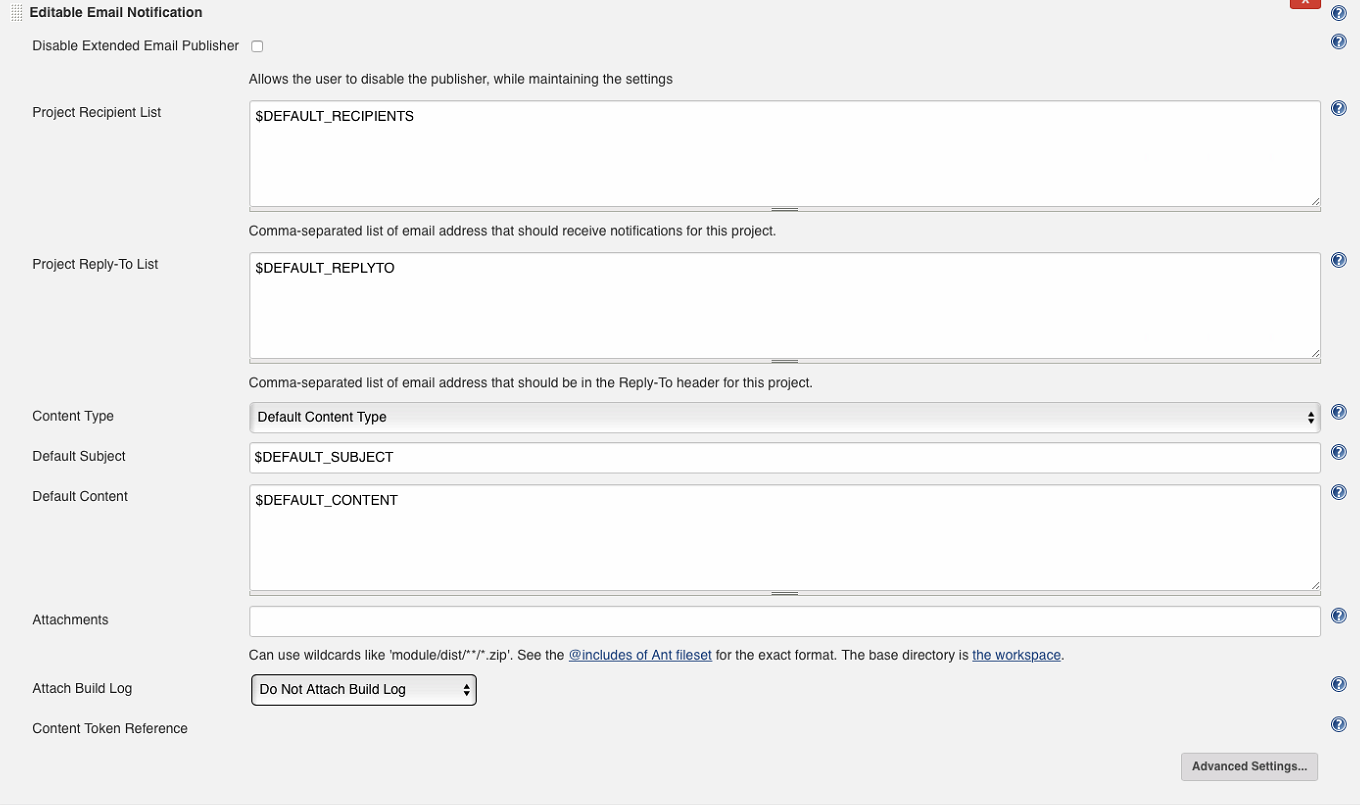 Editable Email Notification
X
Disable Extended Email Publisher
Allows the user to disable the publisher, while maintaining the settings
Project Recipient List
$DEFAULT_RECIPIENTS
Comma-separated list of email address that should receive notifications for this project.
Project Reply-To List
$DEFAULT_REPLYTO
Comma-separated list of email address that should be in the Reply-To header for this project.
Content Type
Default Content Type
Default Subject
$DEFAULT_SUBJECT
Default Content
$DEFAULT_CONTENT
Attachments
Can use wildcards like 'module/dist/**/*.zip'. See the @includes of Ant fileset for the exact format. The base directory is the workspace.
Attach Build Log
Do Not Attach Build Log
Content Token Reference
Advanced Settings...